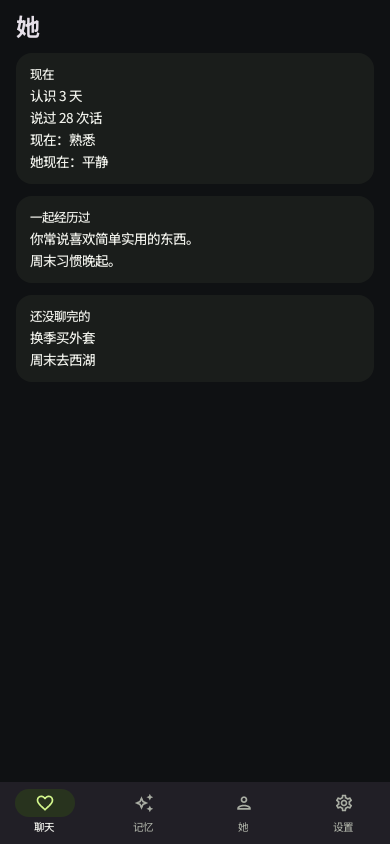 她
现在
认识 3 天
说过 28 次话
现在：熟悉
她现在：平静
一起经历过
你常说喜欢简单实用的东西。
周末习惯晚起。
还没聊完的
换季买外套
周末去西湖
聊天
记忆
她
设置